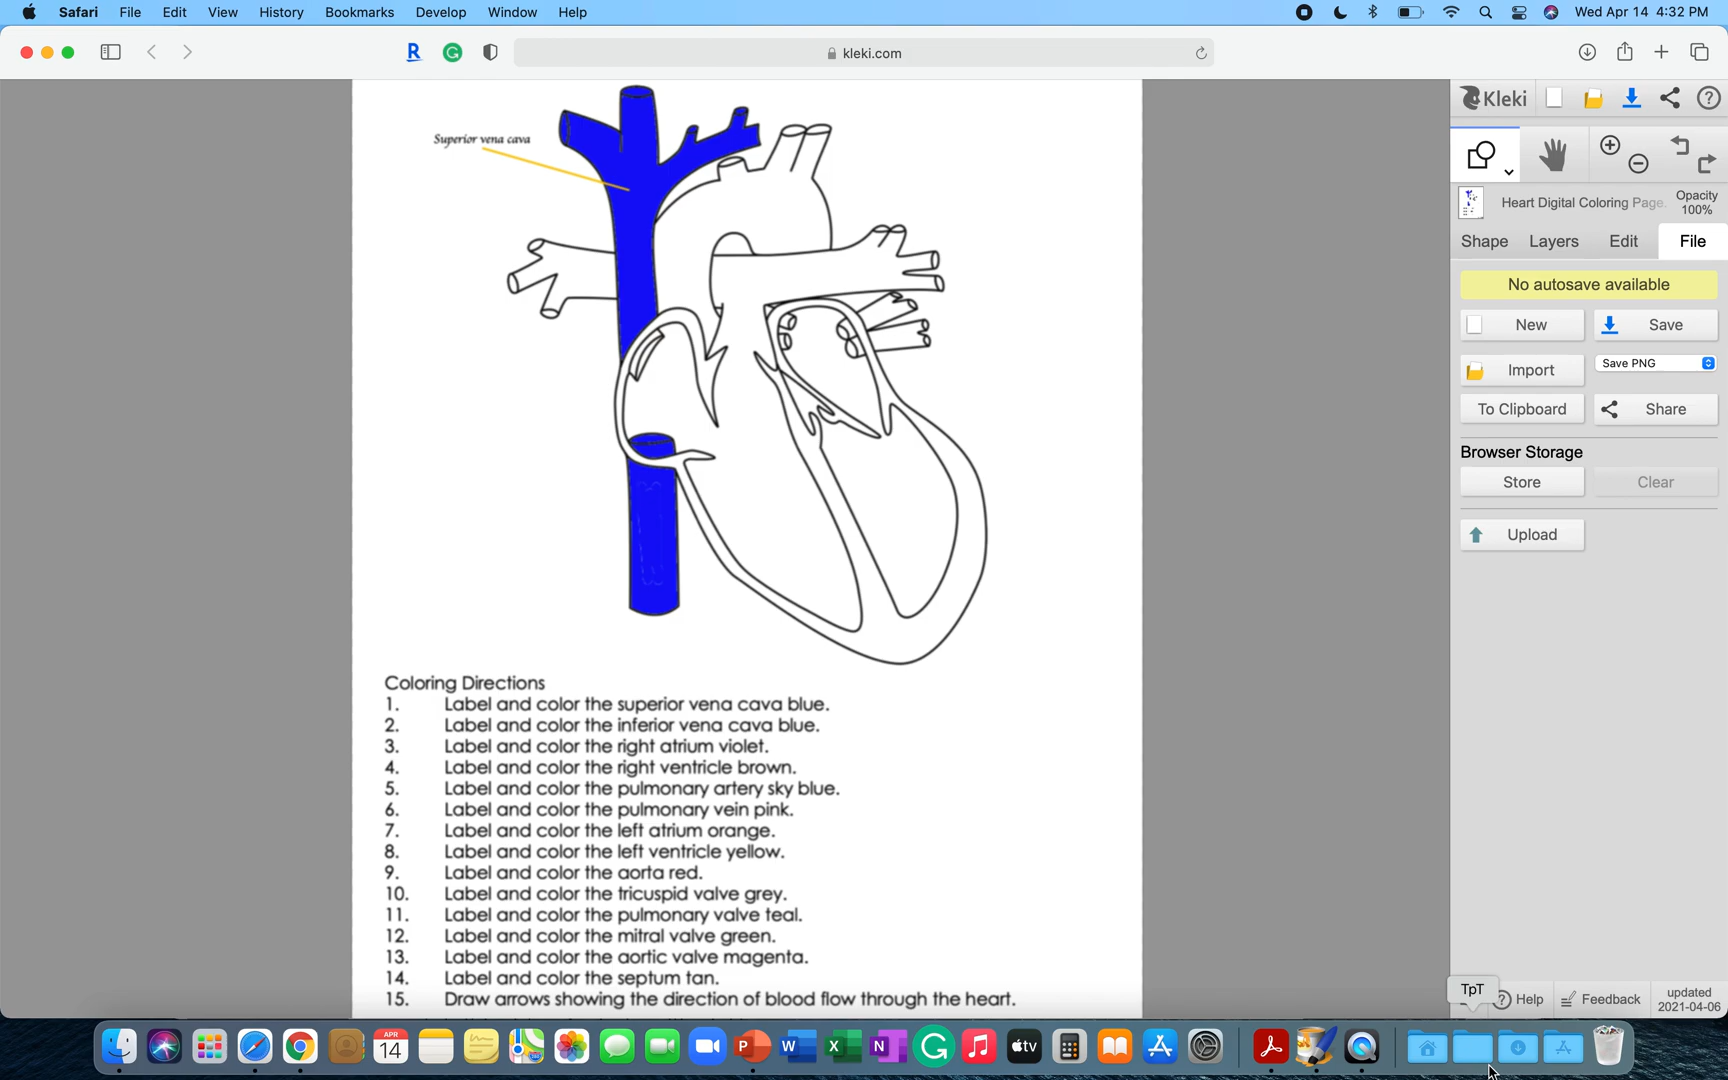 Safari File Edit View History Bookmarks Develop Window Help Wed Apr 14 4:32 PM
kleki.com
Kleki
Superior vena cava
Heart Digital Coloring Page.
Opacity
100%
Shape Layers Edit File
No autosave available
New Save
Import Save PNG
To Clipboard Share
Browser Storage
Store Clear
Upload
Coloring Directions
1. Label and color the superior vena cava blue.
2. Label and color the inferior vena cava blue.
3. Label and color the right atrium violet.
4. Label and color the right ventricle brown.
5. Label and color the pulmonary artery sky blue.
6. Label and color the pulmonary vein pink.
7. Label and color the left atrium orange.
8. Label and color the left ventricle yellow.
9. Label and color the aorta red.
10. Label and color the tricuspid valve grey.
11. Label and color the pulmonary valve teal.
12. Label and color the mitral valve green.
13. Label and color the aortic valve magenta.
14. Label and color the septum tan.
15. Draw arrows showing the direction of blood flow through the heart.
TpT
Help Feedback
updated
2021-04-06
APR
14
tv